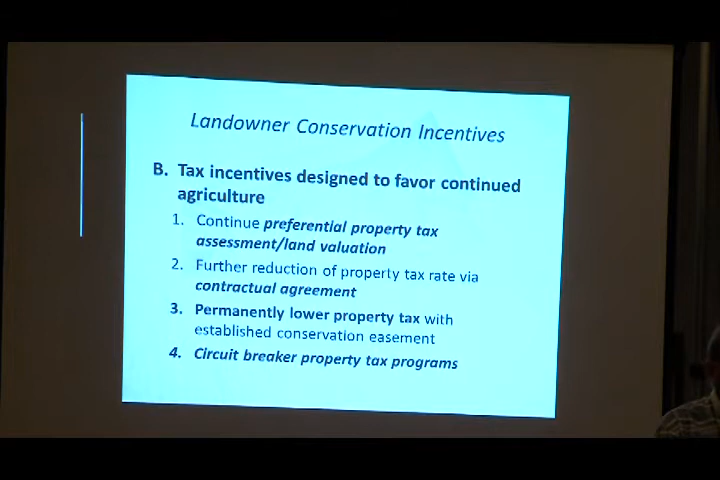 Landowner Conservation Incentives
B. Tax incentives designed to favor continued
agriculture
1. Continue preferential property tax
assessment/land valuation
2. Further reduction of property tax rate via
contractual agreement
3. Permanently lower property tax with
established conservation easement
4. Circuit breaker property tax programs